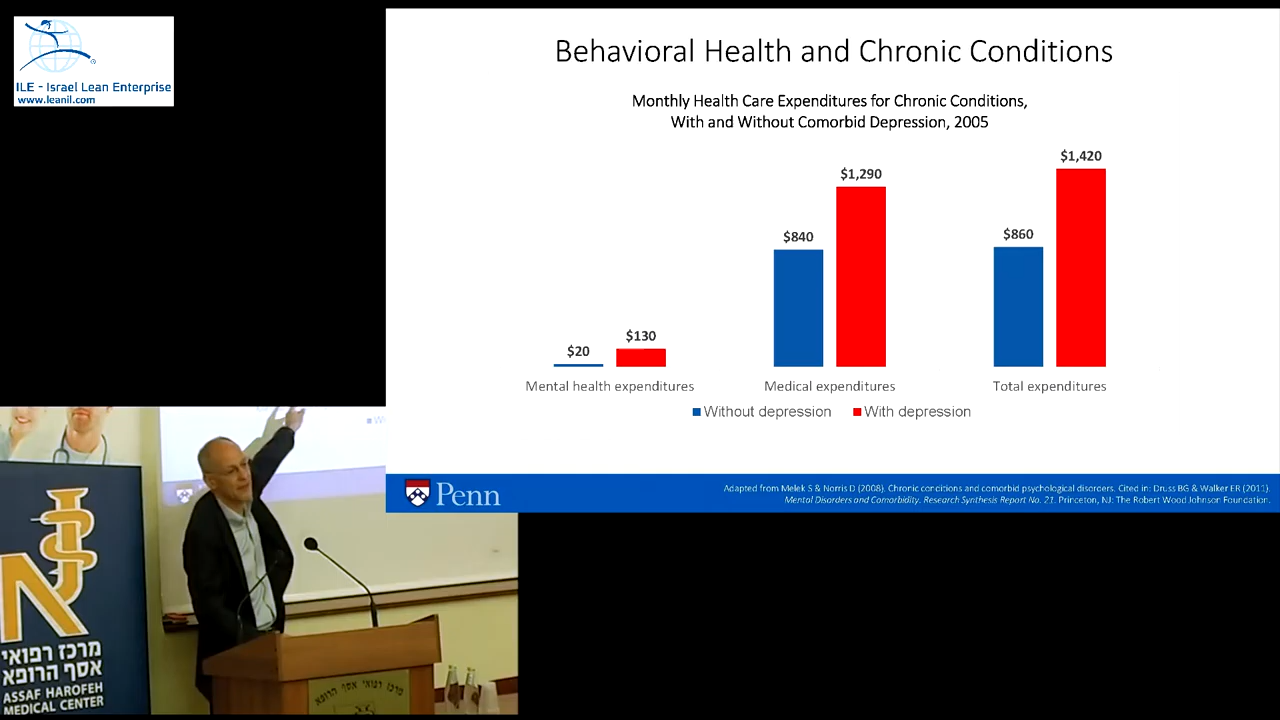 ILE - Israel Lean Enterprise
www.leanil.com
Behavioral Health and Chronic Conditions
Monthly Health Care Expenditures for Chronic Conditions,
With and Without Comorbid Depression, 2005
$20
$130
$840
$1,290
$860
$1,420
Mental health expenditures
Medical expenditures
Total expenditures
Without depression
With depression
Penn
Adapted from Melek S & Norris D (2008). Chronic conditions and comorbid psychological disorders. Cited in: Druss BG & Walker ER (2011).
Mental Disorders and Comorbidity. Research Synthesis Report No. 21. Princeton, NJ: The Robert Wood Johnson Foundation.
מרכז רפואי
אסף הרופא
ASSAF HAROFEH
MEDICAL CENTER
מרכז רפואי אסף הרופא